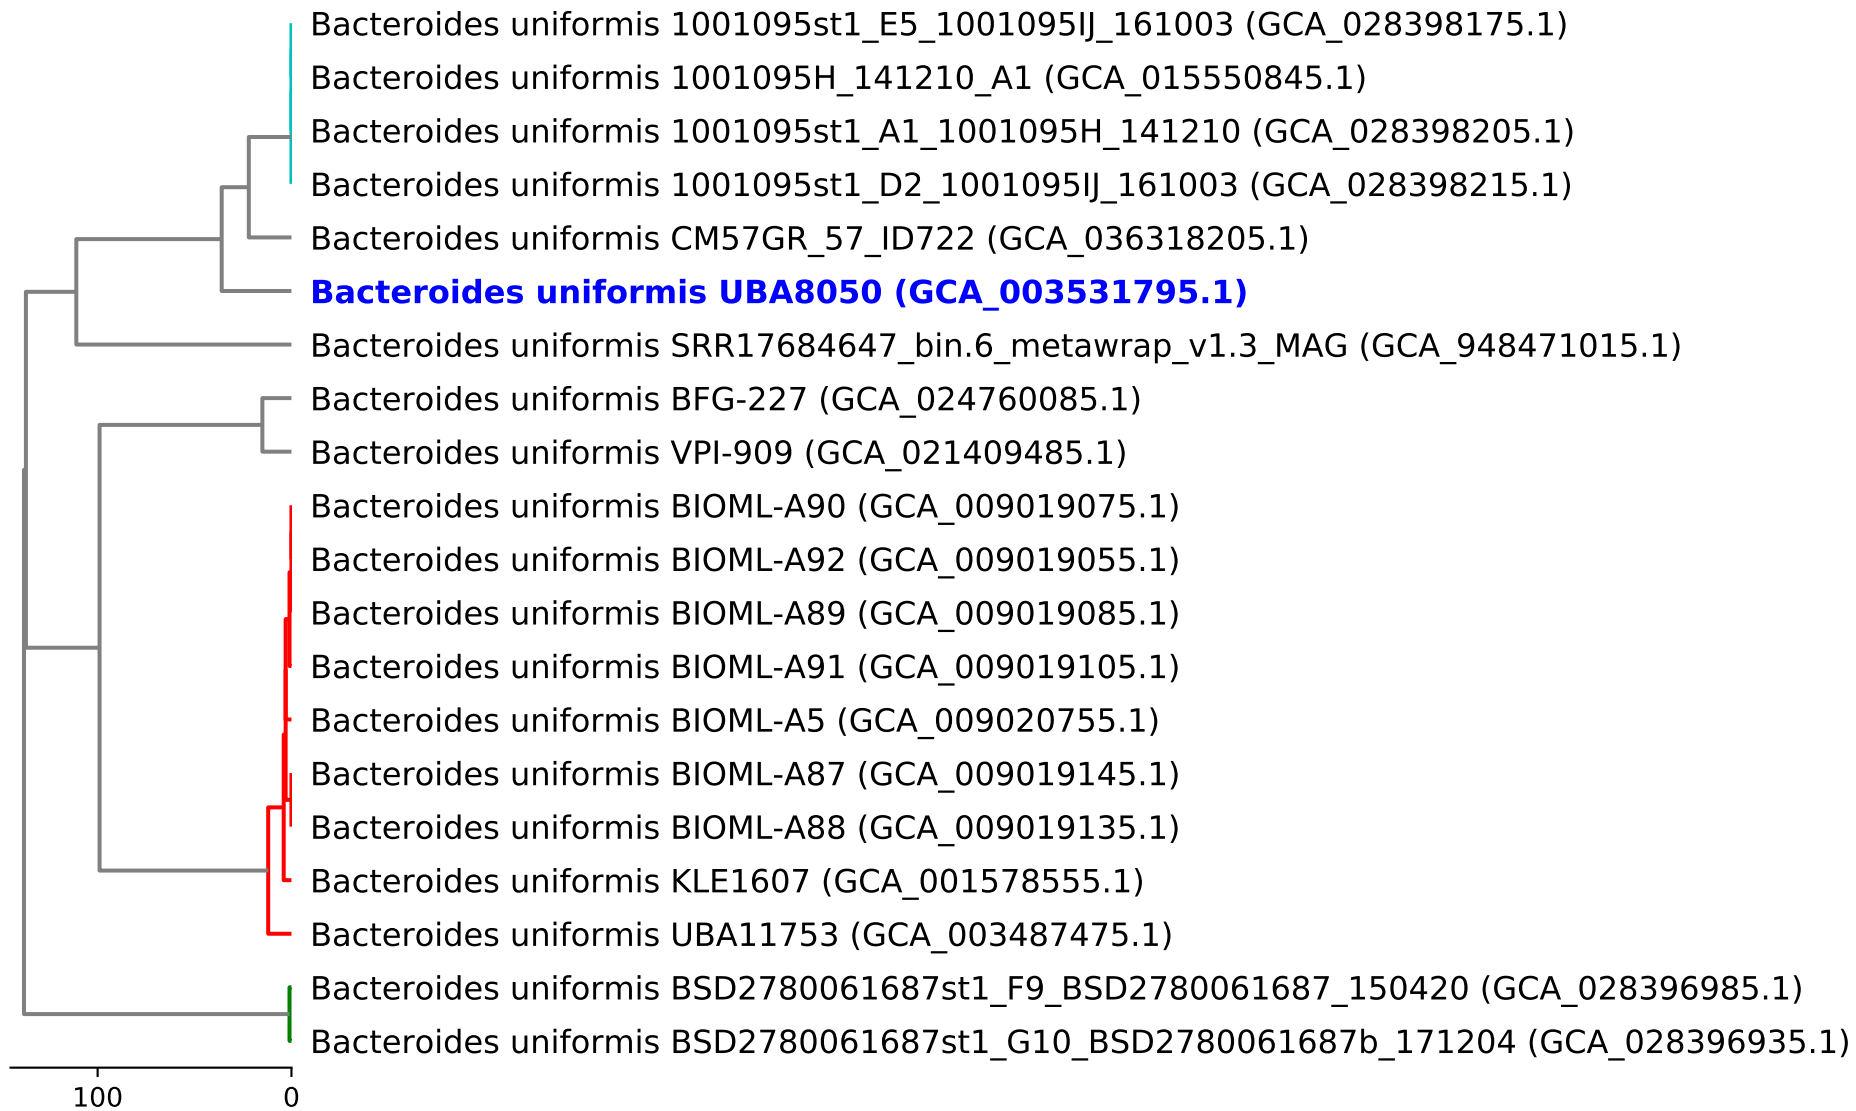 Bacteroides uniformis 1001095st1_E5_1001095IJ_161003 (GCA_028398175.1)
Bacteroides uniformis 1001095H_141210_A1 (GCA_015550845.1)
Bacteroides uniformis 1001095st1_A1_1001095H_141210 (GCA_028398205.1)
Bacteroides uniformis 1001095st1_D2_1001095IJ_161003 (GCA_028398215.1)
Bacteroides uniformis CM57GR_57_ID722 (GCA_036318205.1)
Bacteroides uniformis UBA8050 (GCA_003531795.1)
Bacteroides uniformis SRR17684647_bin.6_metawrap_v1.3_MAG (GCA_948471015.1)
Bacteroides uniformis BFG-227 (GCA_024760085.1)
Bacteroides uniformis VPI-909 (GCA_021409485.1)
Bacteroides uniformis BIOML-A90 (GCA_009019075.1)
Bacteroides uniformis BIOML-A92 (GCA_009019055.1)
Bacteroides uniformis BIOML-A89 (GCA_009019085.1)
Bacteroides uniformis BIOML-A91 (GCA_009019105.1)
Bacteroides uniformis BIOML-A5 (GCA_009020755.1)
Bacteroides uniformis BIOML-A87 (GCA_009019145.1)
Bacteroides uniformis BIOML-A88 (GCA_009019135.1)
Bacteroides uniformis KLE1607 (GCA_001578555.1)
Bacteroides uniformis UBA11753 (GCA_003487475.1)
Bacteroides uniformis BSD2780061687st1_F9_BSD2780061687_150420 (GCA_028396985.1)
Bacteroides uniformis BSD2780061687st1_G10_BSD2780061687b_171204 (GCA_028396935.1)
100 0